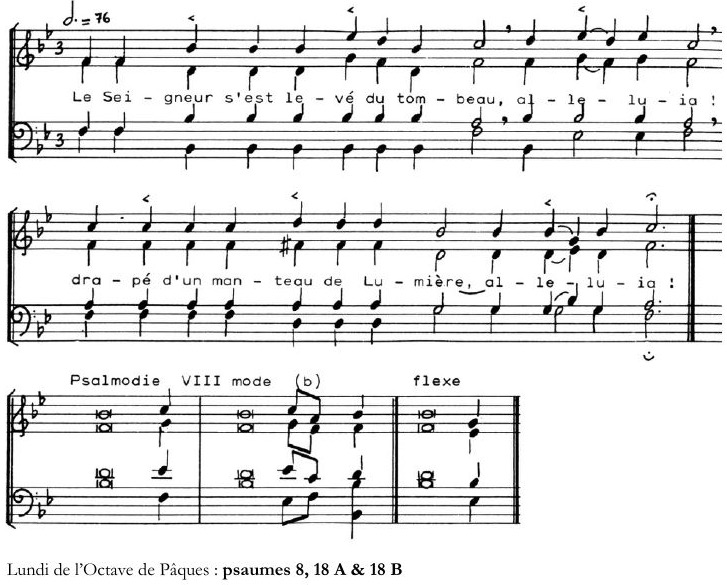 ♩. = 76
Le Sei - gneur s'est le - vé du tom - beau, al - le - lu - ia !
dra - pé d'un man - teau de Lu - mière, al - le - lu - ia !
Psalmodie VIII mode (b) flexe
Lundi de l'Octave de Pâques : psaumes 8, 18 A & 18 B